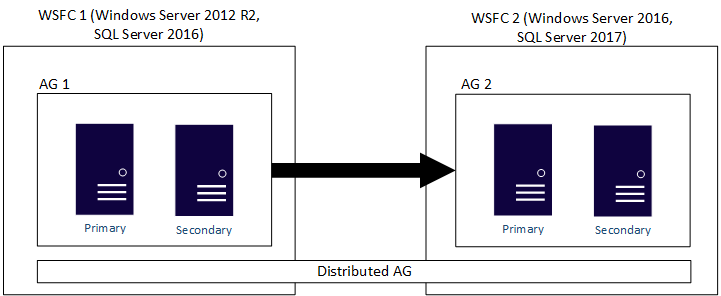 WSFC 1 (Windows Server 2012 R2,
SQL Server 2016)
WSFC 2 (Windows Server 2016,
SQL Server 2017)
AG 1
AG 2
Primary
Secondary
Primary
Secondary
Distributed AG